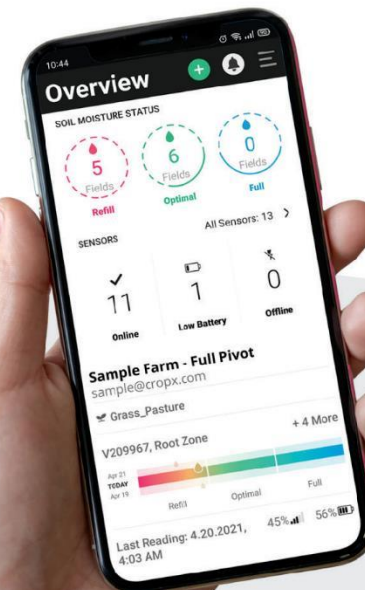 10:44
Overview
SOIL MOISTURE STATUS
5 6 0
Fields Fields Fields
Refill Optimal Full
SENSORS All Sensors: 13 >
11 1 0
Online Low Battery Offline
Sample Farm - Full Pivot
sample@cropx.com
Grass_Pasture
V209967, Root Zone + 4 More
Apr 21
TODAY
Apr 19
Refill Optimal Full
Last Reading: 4.20.2021, 45% 56%
4:03 AM